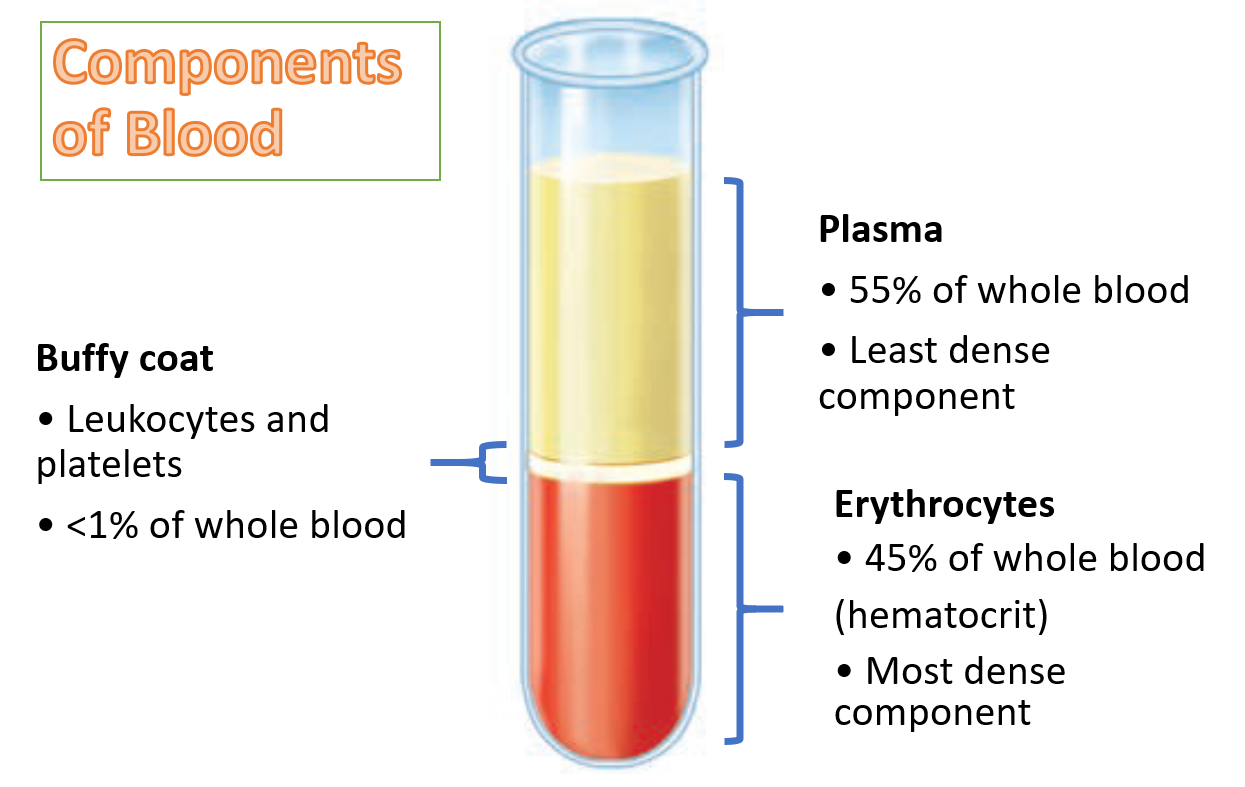 Components
of Blood
Plasma
• 55% of whole blood
• Least dense
component
Buffy coat
• Leukocytes and
platelets
• <1% of whole blood
Erythrocytes
• 45% of whole blood
(hematocrit)
• Most dense
component